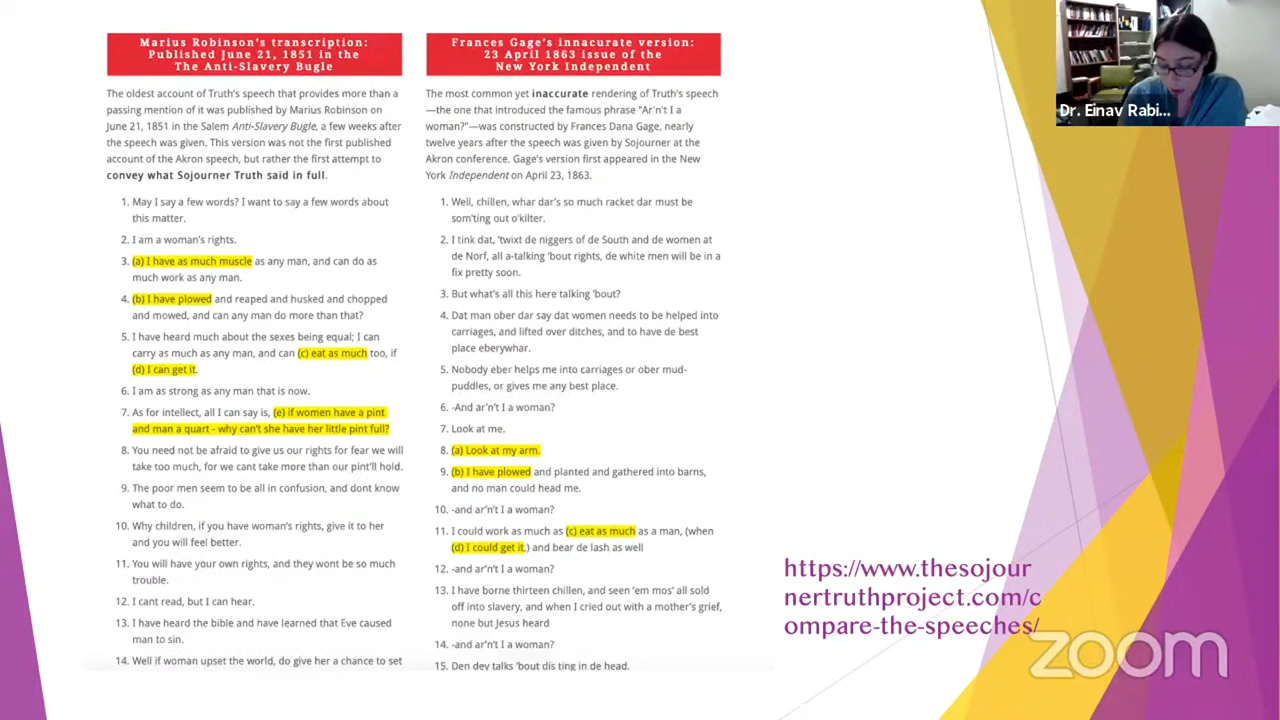 Marius Robinson's transcription:
Published June 21, 1851 in the
The Anti-Slavery Bugle
The oldest account of Truth's speech that provides more than a
passing mention of it was published by Marius Robinson on
June 21, 1851 in the Salem Anti-Slavery Bugle, a few weeks after
the speech was given. This version was not the first published
account of the Akron speech, but rather the first attempt to
convey what Sojourner Truth said in full.
1. May I say a few words? I want to say a few words about
this matter.
2. I am a woman's rights.
3. (a) I have as much muscle as any man, and can do as
much work as any man.
4. (b) I have plowed and reaped and husked and chopped
and mowed, and can any man do more than that?
5. I have heard much about the sexes being equal; I can
carry as much as any man, and can (c) eat as much too, if
(d) I can get it.
6. I am as strong as any man that is now.
7. As for intellect, all I can say is, (e) if women have a pint
and man a quart - why can't she have her little pint full?
8. You need not be afraid to give us our rights for fear we will
take too much, for we cant take more than our pint'll hold.
9. The poor men seem to be all in confusion, and dont know
what to do.
10. Why children, if you have woman's rights, give it to her
and you will feel better.
11. You will have your own rights, and they wont be so much
trouble.
12. I cant read, but I can hear.
13. I have heard the bible and have learned that Eve caused
man to sin.
14. Well if woman upset the world, do give her a chance to set
Frances Gage's innacurate version:
23 April 1863 issue of the
New York Independent
The most common yet inaccurate rendering of Truth's speech
—the one that introduced the famous phrase "Ar'n't I a
woman?"—was constructed by Frances Dana Gage, nearly
twelve years after the speech was given by Sojourner at the
Akron conference. Gage's version first appeared in the New
York Independent on April 23, 1863.
1. Well, chillen, whar dar's so much racket dar must be
som'ting out o'kilter.
2. I tink dat, 'twixt de niggers of de South and de women at
de Norf, all a-talking 'bout rights, de white men will be in a
fix pretty soon.
3. But what's all this here talking 'bout?
4. Dat man ober dar say dat women needs to be helped into
carriages, and lifted over ditches, and to have de best
place eberywhar.
5. Nobody eber helps me into carriages or ober mud-
puddles, or gives me any best place.
6. -And ar'n't I a woman?
7. Look at me.
8. (a) Look at my arm.
9. (b) I have plowed and planted and gathered into barns,
and no man could head me.
10. -and ar'n't I a woman?
11. I could work as much as (c) eat as much as a man, (when
(d) I could get it,) and bear de lash as well
12. -and ar'n't I a woman?
13. I have borne thirteen chillen, and seen 'em mos' all sold
off into slavery, and when I cried out with a mother's grief,
none but Jesus heard
14. -and ar'n't I a woman?
15. Den dey talks 'bout dis ting in de head.
https://www.thesojour
nertruthproject.com/c
ompare-the-speeches/
Dr. Einav Rabi...
zoom